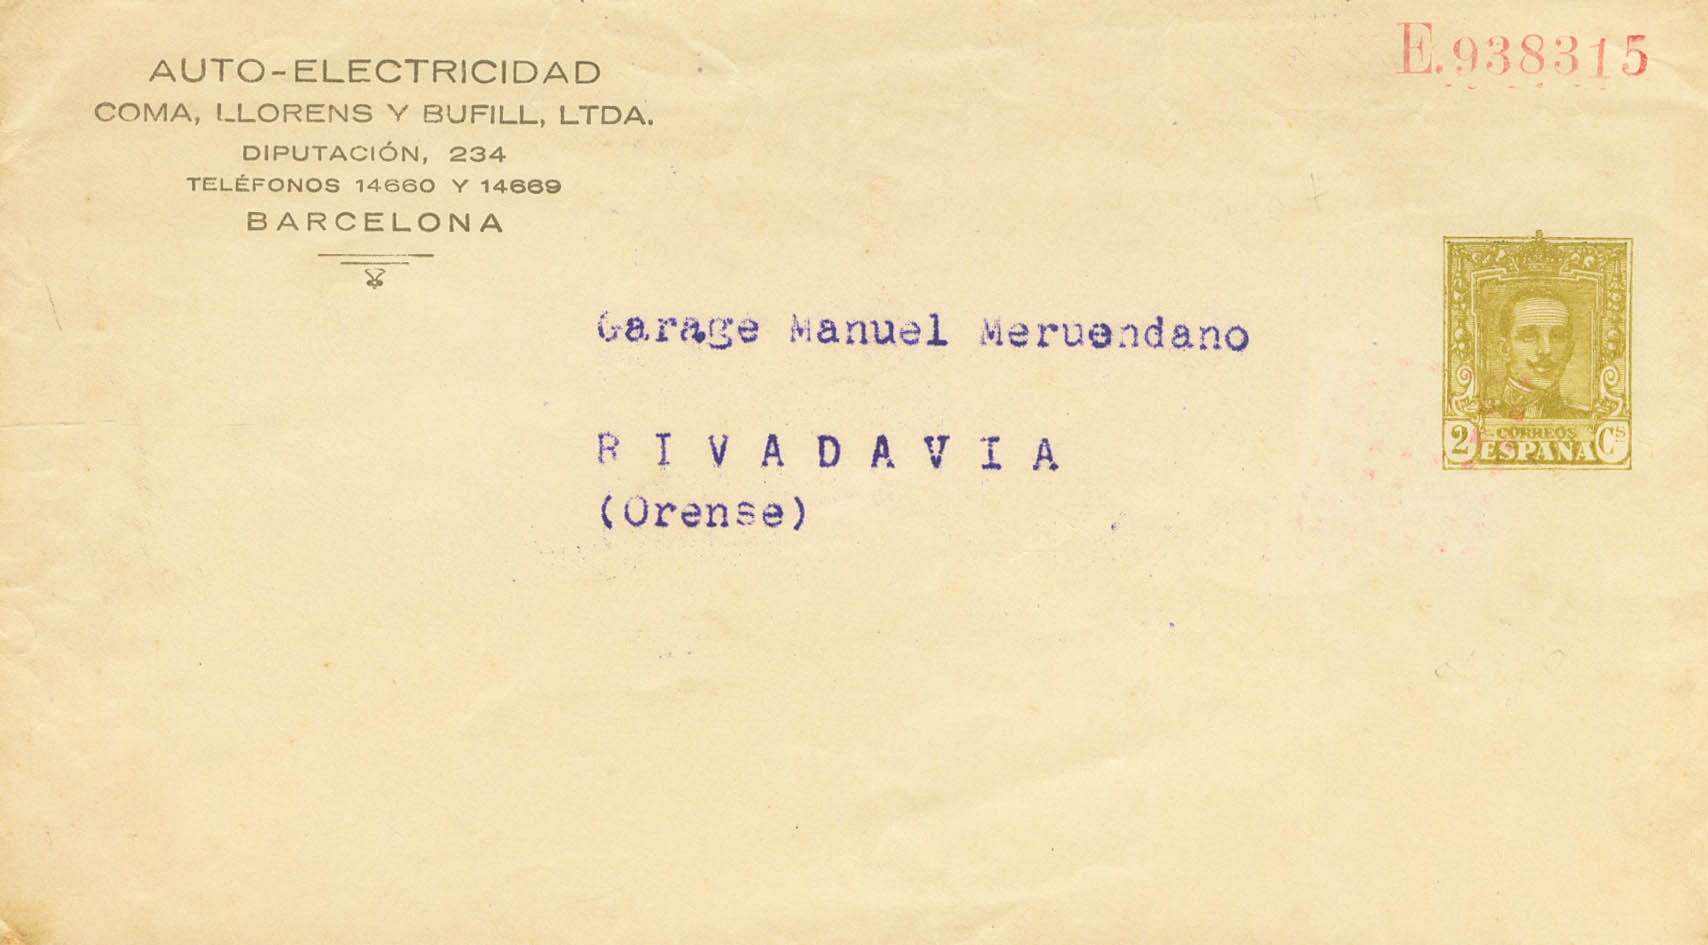 AUTO-ELECTRICIDAD
COMA, LLORENS Y BUFILL, LTDA.
DIPUTACIÓN, 234
TELÉFONOS 14660 Y 14669
BARCELONA
E.938315
Garage Manuel Meruendano
RIVADAVIA
(Orense)
CORREOS
2 ESPAÑA Cs